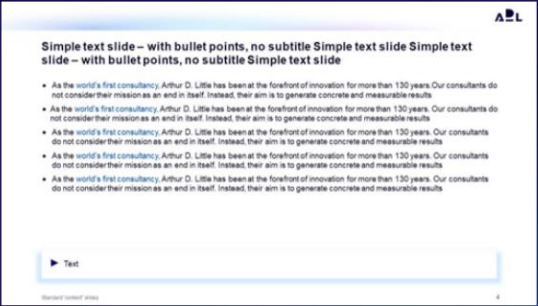 ADL
Simple text slide – with bullet points, no subtitle Simple text slide Simple text
slide – with bullet points, no subtitle Simple text slide
• As the world's first consultancy, Arthur D. Little has been at the forefront of innovation for more than 130 years.Our consultants do
not consider their mission as an end in itself. Instead, their aim is to generate concrete and measurable results
• As the world's first consultancy, Arthur D. Little has been at the forefront of innovation for more than 130 years. Our consultants do
not consider their mission as an end in itself. Instead, their aim is to generate concrete and measurable results
• As the world's first consultancy, Arthur D. Little has been at the forefront of innovation for more than 130 years. Our consultants
do not consider their mission as an end in itself. Instead, their aim is to generate concrete and measurable results
• As the world's first consultancy, Arthur D. Little has been at the forefront of innovation for more than 130 years. Our consultants
do not consider their mission as an end in itself. Instead, their aim is to generate concrete and measurable results
• As the world's first consultancy, Arthur D. Little has been at the forefront of innovation for more than 130 years. Our consultants
do not consider their mission as an end in itself. Instead, their aim is to generate concrete and measurable results
► Text
Standard 'content' slides
4